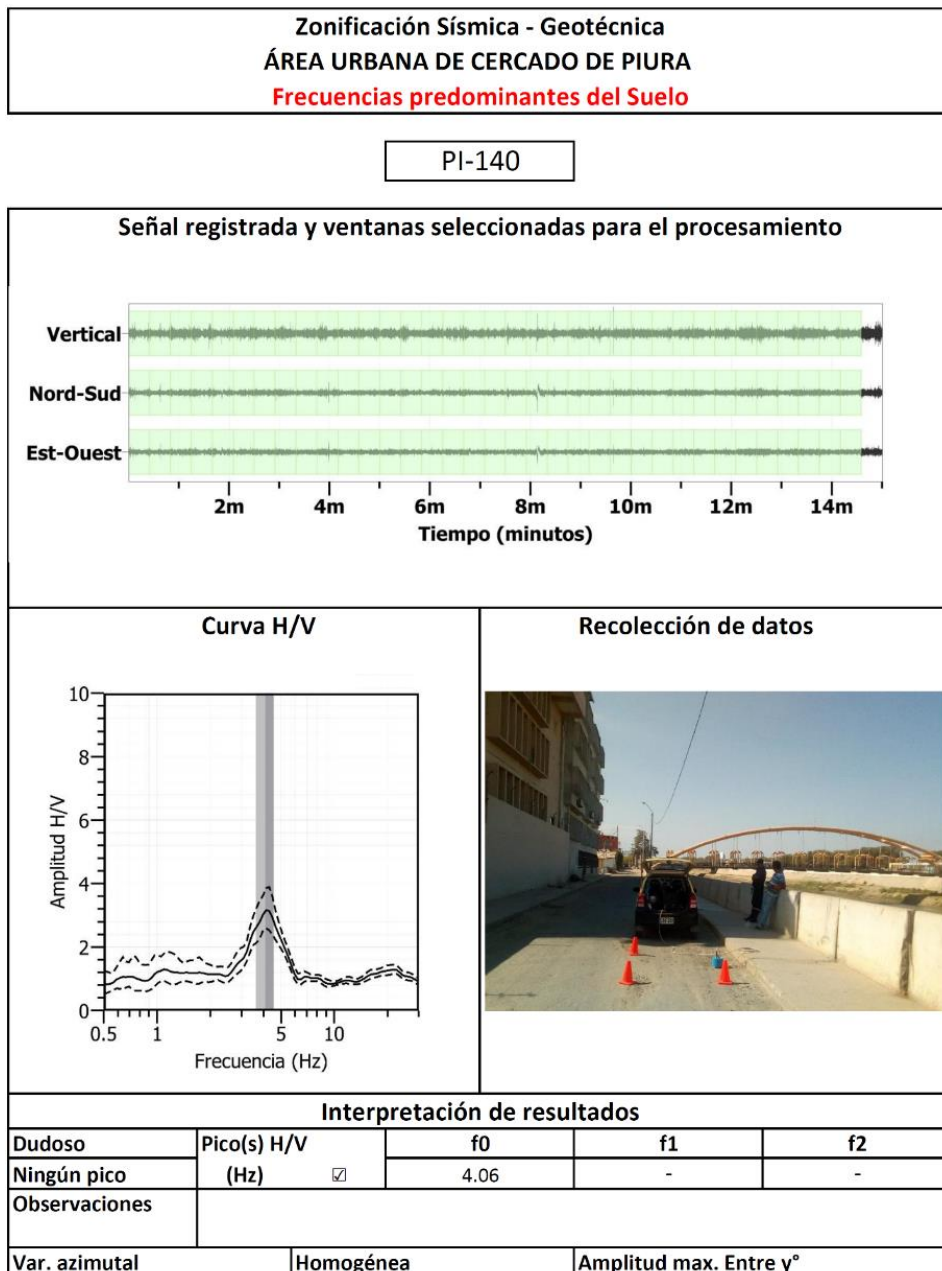 Zonificación Sísmica - Geotécnica
ÁREA URBANA DE CERCADO DE PIURA
Frecuencias predominantes del Suelo
PI-140
Señal registrada y ventanas seleccionadas para el procesamiento
Vertical
Nord-Sud
Est-Ouest
2m 4m 6m 8m 10m 12m 14m
Tiempo (minutos)
Curva H/V
Recolección de datos
10
8
6
4
2
0
Amplitud H/V
0.5 1 5 10
Frecuencia (Hz)
Interpretación de resultados
Dudoso Pico(s) H/V f0 f1 f2
Ningún pico (Hz) ☑ 4.06 - -
Observaciones
Var. azimutal Homogénea Amplitud max. Entre y°